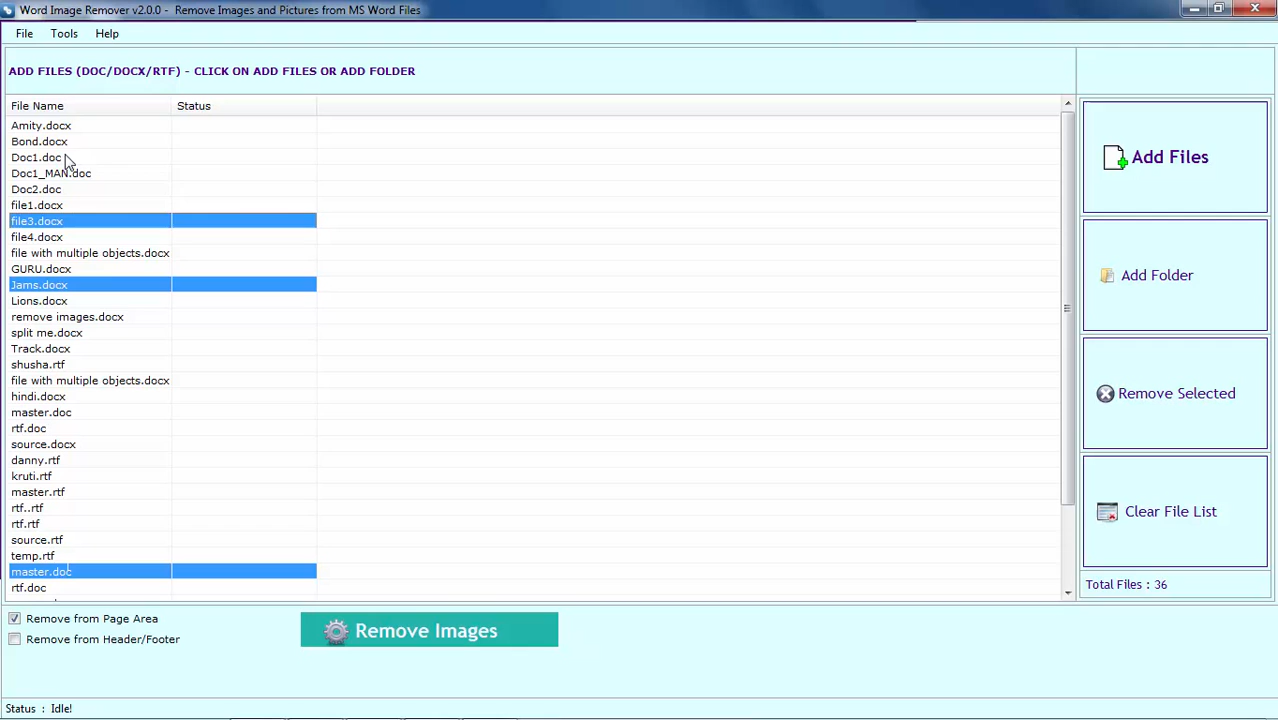 Word Image Remover v2.0.0 - Remove Images and Pictures from MS Word Files
File Tools Help
ADD FILES (DOC/DOCX/RTF) - CLICK ON ADD FILES OR ADD FOLDER
File Name Status
Amity.docx
Bond.docx
Doc1.doc
Doc1_MAN.doc
Doc2.doc
file1.docx
file3.docx
file4.docx
file with multiple objects.docx
GURU.docx
Jams.docx
Lions.docx
remove images.docx
split me.docx
Track.docx
shusha.rtf
file with multiple objects.docx
hindi.docx
master.doc
rtf.doc
source.docx
danny.rtf
kruti.rtf
master.rtf
rtf..rtf
rtf.rtf
source.rtf
temp.rtf
master.doc
rtf.doc
Add Files
Add Folder
Remove Selected
Clear File List
Total Files : 36
Remove from Page Area
Remove from Header/Footer
Remove Images
Status : Idle!